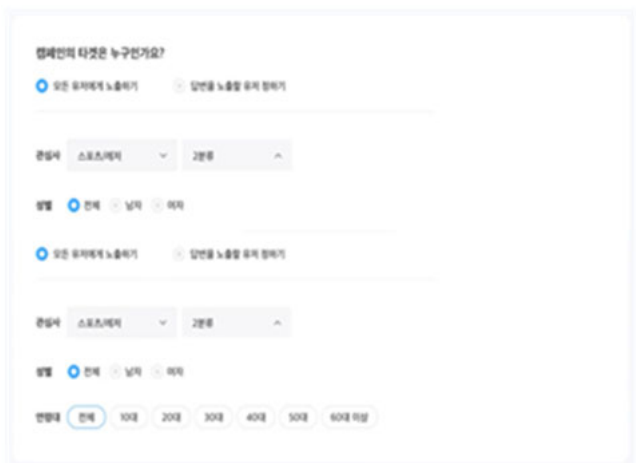 캠페인의 타겟은 누구인가요?
모든 유저에게 노출하기 답변을 노출할 유저 정하기
관심사 스포츠/레저 2분류
성별 전체 남자 여자
모든 유저에게 노출하기 답변을 노출할 유저 정하기
관심사 스포츠/레저 2분류
성별 전체 남자 여자
연령대 전체 10대 20대 30대 40대 50대 60대 이상